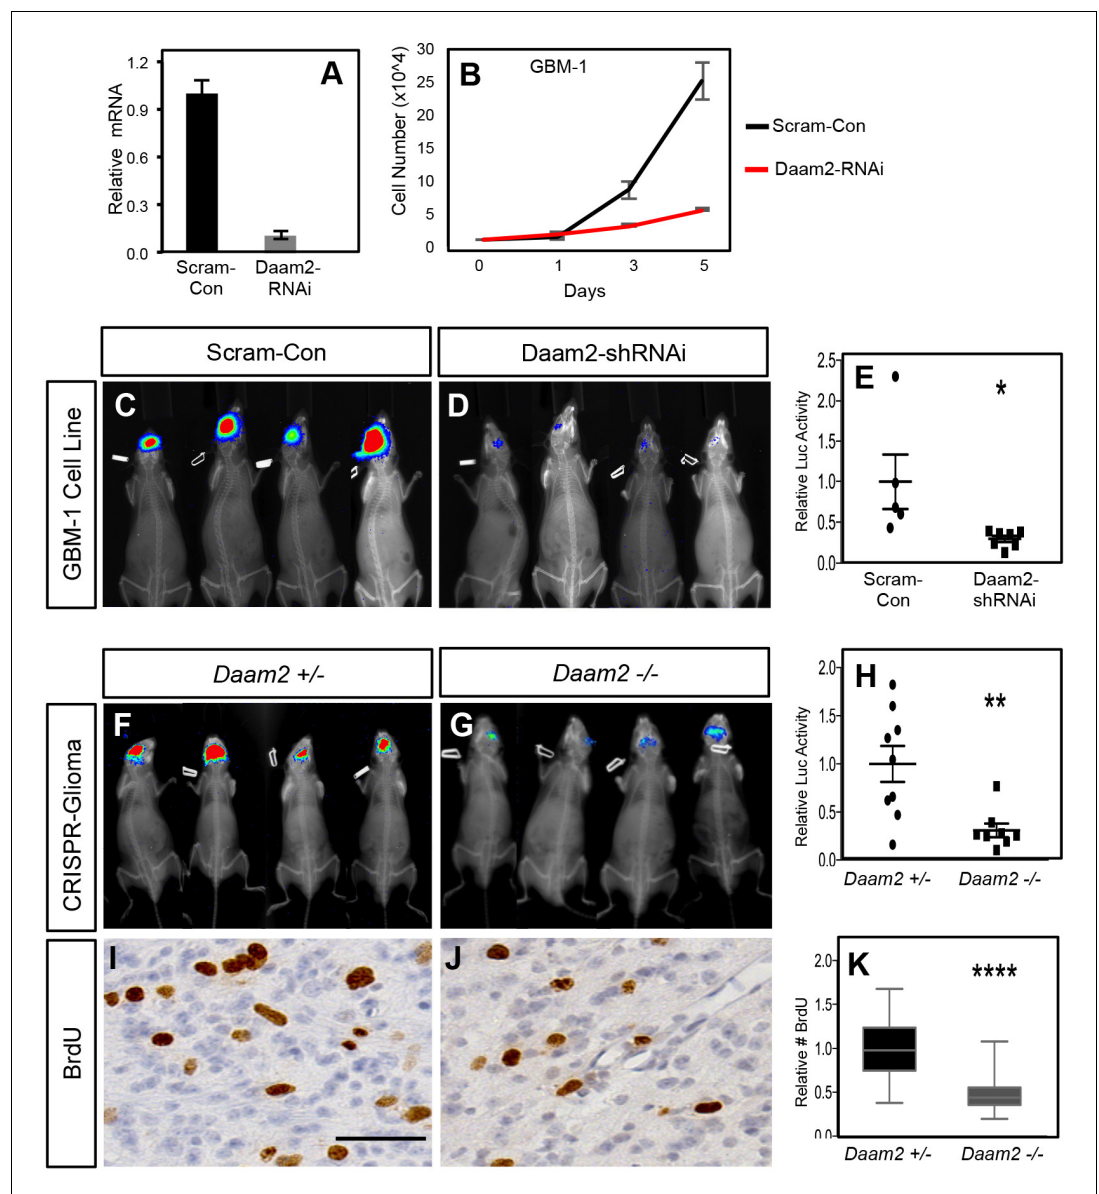 A
1.2
0.9
0.6
0.3
0.0
Relative mRNA
Scram-
Con
Daam2-
RNAi
B
GBM-1
30
25
20
15
10
5
0
Cell Number (x10^4)
0 1 3 5
Days
Scram-Con
Daam2-RNAi
Scram-Con
Daam2-shRNAi
GBM-1 Cell Line
C
D
E
2.5
2.0
1.5
1.0
0.5
0.0
Relative Luc Activity
*
Scram-
Con
Daam2-
shRNAi
Daam2 +/-
Daam2 -/-
CRISPR-Glioma
F
G
H
2.0
1.5
1.0
0.5
0.0
Relative Luc Activity
**
Daam2 +/-
Daam2 -/-
BrdU
I
J
K
2.0
1.5
1.0
0.5
0.0
Relative # BrdU
****
Daam2 +/-
Daam2 -/-